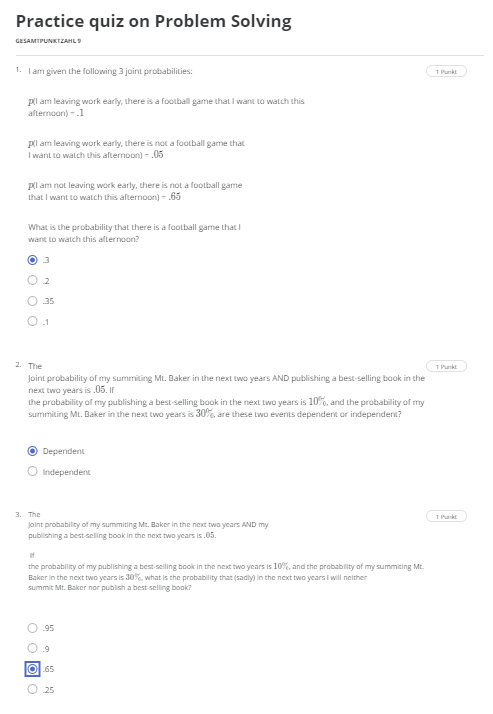 Practice quiz on Problem Solving
GESAMTPUNKTZAHL 9
1. I am given the following 3 joint probabilities:
1 Punkt
p(I am leaving work early, there is a football game that I want to watch this
afternoon) = .1
p(I am leaving work early, there is not a football game that
I want to watch this afternoon) = .05
p(I am not leaving work early, there is not a football game
that I want to watch this afternoon) = .65
What is the probability that there is a football game that I
want to watch this afternoon?
.3
.2
.35
.1
2. The
1 Punkt
Joint probability of my summiting Mt. Baker in the next two years AND publishing a best-selling book in the
next two years is .05. If
the probability of my publishing a best-selling book in the next two years is 10%, and the probability of my
summiting Mt. Baker in the next two years is 30%, are these two events dependent or independent?
Dependent
Independent
3. The
1 Punkt
Joint probability of my summiting Mt. Baker in the next two years AND my
publishing a best-selling book in the next two years is .05.
If
the probability of my publishing a best-selling book in the next two years is 10%, and the probability of my summiting Mt.
Baker in the next two years is 30%, what is the probability that (sadly) in the next two years I will neither
summit Mt. Baker nor publish a best-selling book?
.95
.9
.65
.25